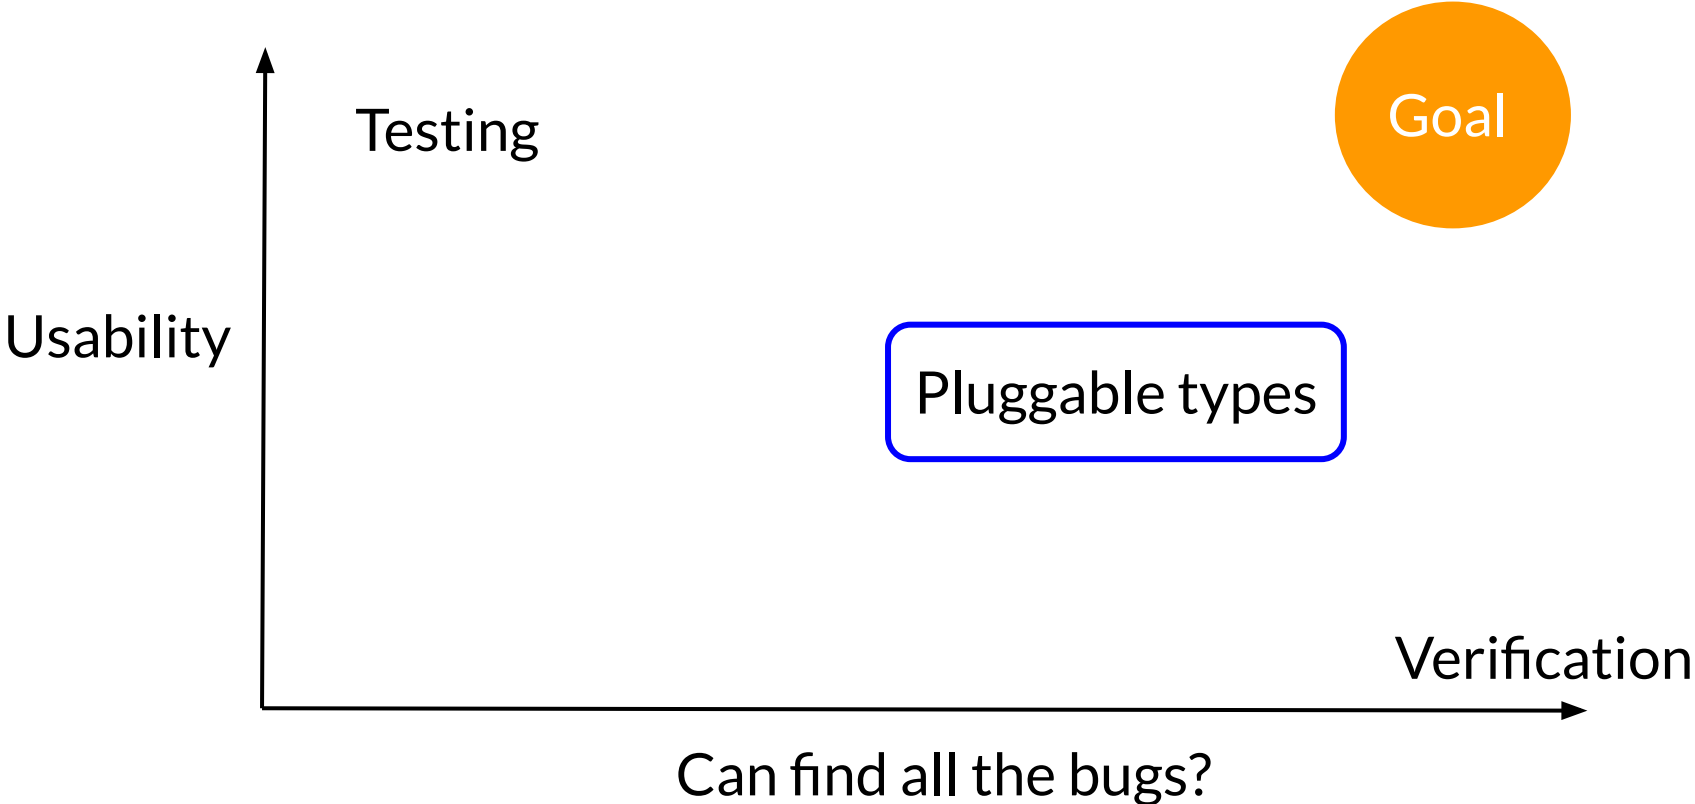 Testing
Goal
Usability
Pluggable types
Verification
Can find all the bugs?